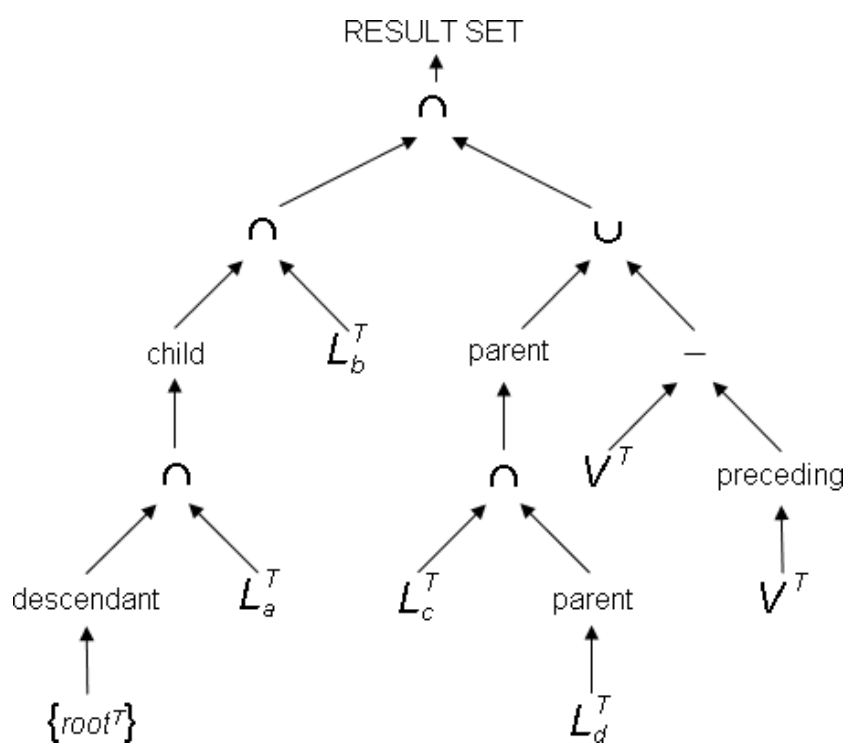 RESULT SET
∩
∩ ∪
child L_b^T parent −
∩ ∩ V^T preceding
descendant L_a^T L_c^T parent V^T
{root^T} L_d^T